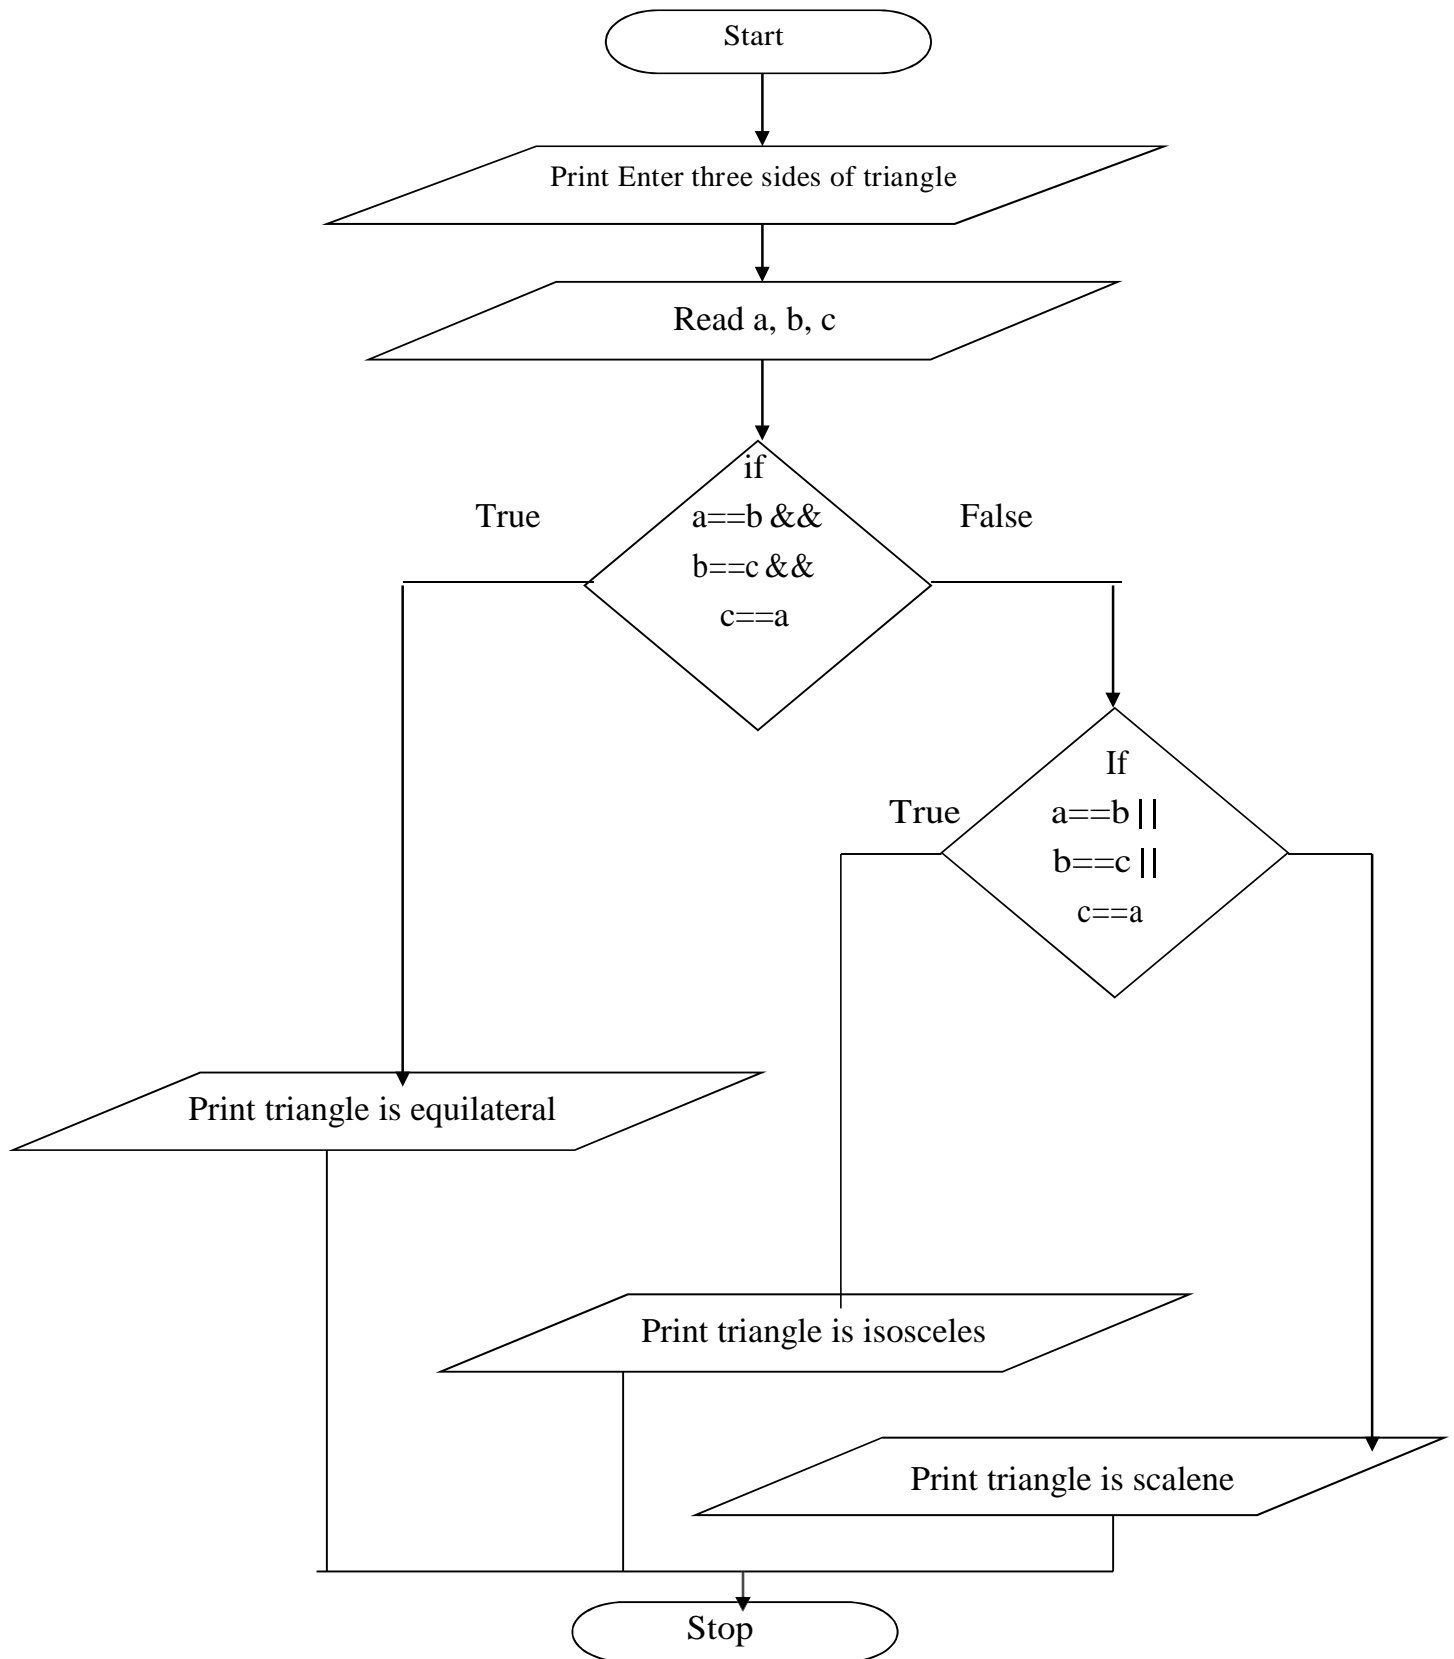 Start
Print Enter three sides of triangle
Read a, b, c
if
True
a==b &&
False
b==c &&
c==a
If
True
a==b ||
b==c ||
c==a
Print triangle is equilateral
Print triangle is isosceles
Print triangle is scalene
Stop